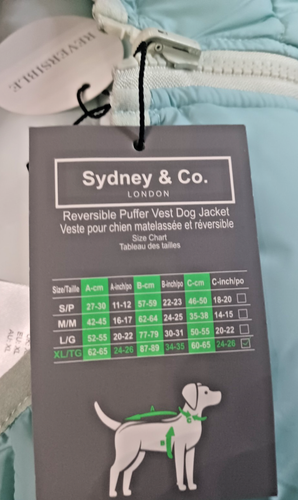 REVERSIBLE
Sydney & Co.
LONDON
Reversible Puffer Vest Dog Jacket
Veste pour chien matelassée et réversible
Size Chart
Tableau des tailles
Size/Taille A-cm A-inch/po B-cm B-inch/po C-cm C-inch/po
S/P 27-30 11-12 57-59 22-23 46-50 18-20
M/M 42-45 16-17 62-64 24-25 35-38 14-15
L/G 52-55 20-22 77-79 30-31 50-55 20-22
XL/TG 62-65 24-26 87-89 34-35 60-65 24-26
A
B
C